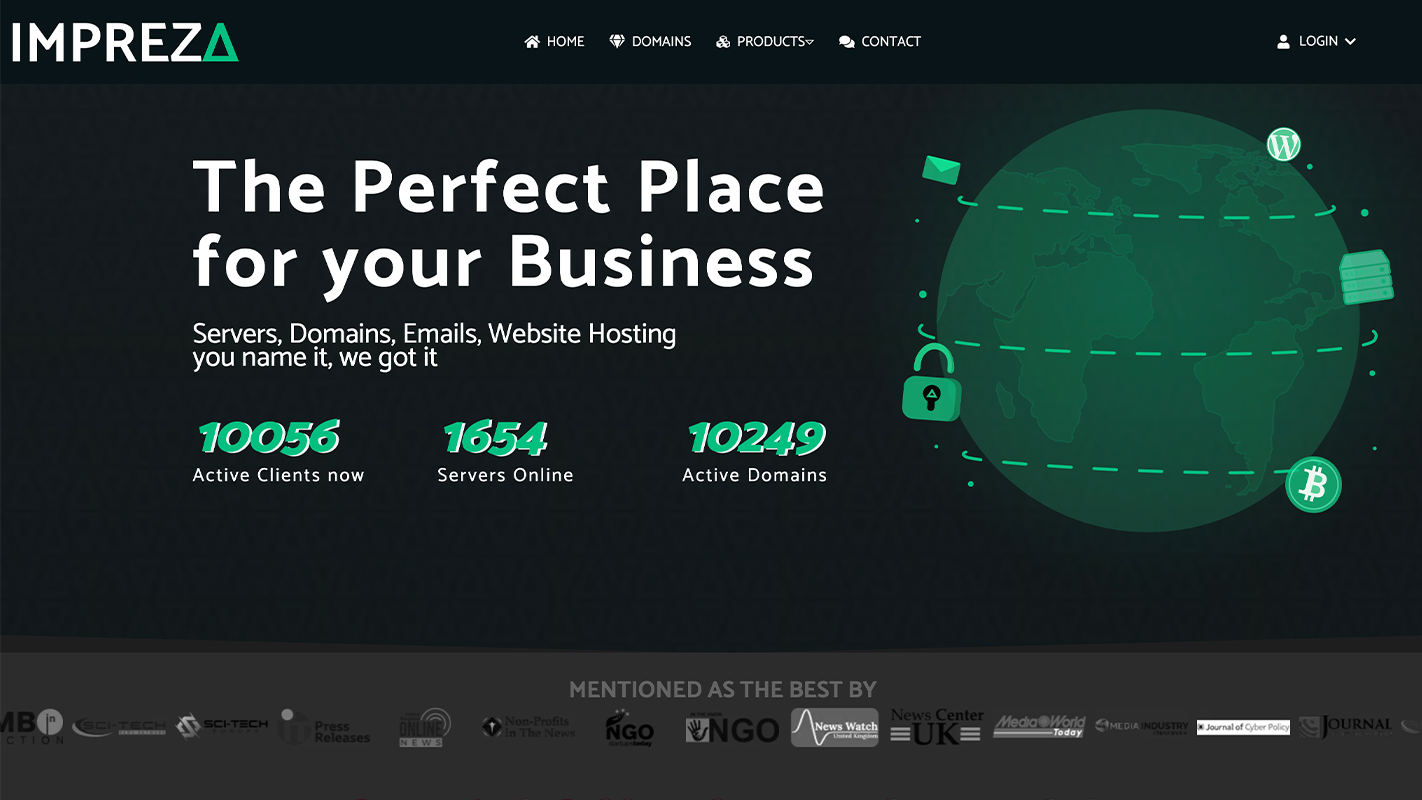 IMPREZA
HOME
DOMAINS
PRODUCTS
CONTACT
LOGIN
The Perfect Place
for your Business
Servers, Domains, Emails, Website Hosting
you name it, we got it
10056
1654
10249
Active Clients now
Servers Online
Active Domains
MENTIONED AS THE BEST BY
SCI-TECH
SCI-TECH
Press
Releases
ONLINE
NEWS
Non-Profits
in The News
NGO
startups today
NGO
News Watch
United Kingdom
News Center
UK
Media World
Today
MEDIA INDUSTRY
Journal of Cyber Policy
JOURNAL